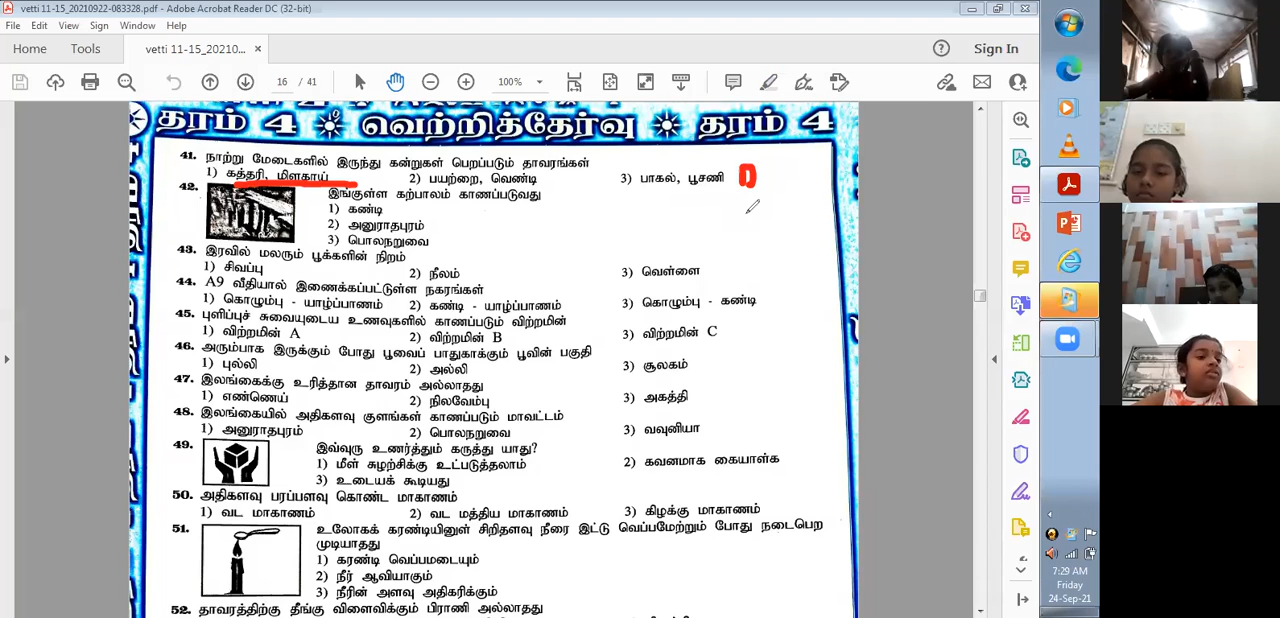 vetti 11-15_20210922-083328.pdf - Adobe Acrobat Reader DC (32-bit)
File Edit View Sign Window Help
Home Tools vetti 11-15_20210... × Sign In
16 / 41 100%
தரம் 4 வெற்றித்தேர்வு தரம் 4
41. நாற்று மேடைகளில் இருந்து கன்றுகள் பெறப்படும் தாவரங்கள்
1) கத்தரி, மிளகாய் 2) பயற்றை, வெண்டி 3) பாகல், பூசணி
42. இங்குள்ள கற்பாலம் காணப்படுவது
1) கண்டி
2) அனுராதபுரம்
3) பொலநறுவை
43. இரவில் மலரும் பூக்களின் நிறம்
1) சிவப்பு 2) நீலம் 3) வெள்ளை
44. A9 வீதியால் இணைக்கப்பட்டுள்ள நகரங்கள்
1) கொழும்பு - யாழ்ப்பாணம் 2) கண்டி - யாழ்ப்பாணம் 3) கொழும்பு - கண்டி
45. புளிப்புச் சுவையுடைய உணவுகளில் காணப்படும் விற்றமின்
1) விற்றமின் A 2) விற்றமின் B 3) விற்றமின் C
46. அரும்பாக இருக்கும் போது பூவைப் பாதுகாக்கும் பூவின் பகுதி
1) புல்லி 2) அல்லி 3) சூலகம்
47. இலங்கைக்கு உரித்தான தாவரம் அல்லாதது
1) எண்ணெய் 2) நிலவேம்பு 3) அகத்தி
48. இலங்கையில் அதிகளவு குளங்கள் காணப்படும் மாவட்டம்
1) அனுராதபுரம் 2) பொலநறுவை 3) வவுனியா
49. இவ்வுரு உணர்த்தும் கருத்து யாது?
1) மீள் சுழற்சிக்கு உட்படுத்தலாம் 2) கவனமாக கையாள்க
3) உடையக் கூடியது
50. அதிகளவு பரப்பளவு கொண்ட மாகாணம்
1) வட மாகாணம் 2) வட மத்திய மாகாணம் 3) கிழக்கு மாகாணம்
51. உலோகக் கரண்டியினுள் சிறிதளவு நீரை இட்டு வெப்பமேற்றும் போது நடைபெற
முடியாதது
1) கரண்டி வெப்பமடையும்
2) நீர் ஆவியாகும்
3) நீரின் அளவு அதிகரிக்கும்
52. தாவரத்திற்கு தீங்கு விளைவிக்கும் பிராணி அல்லாதது
7:29 AM
Friday
24-Sep-21